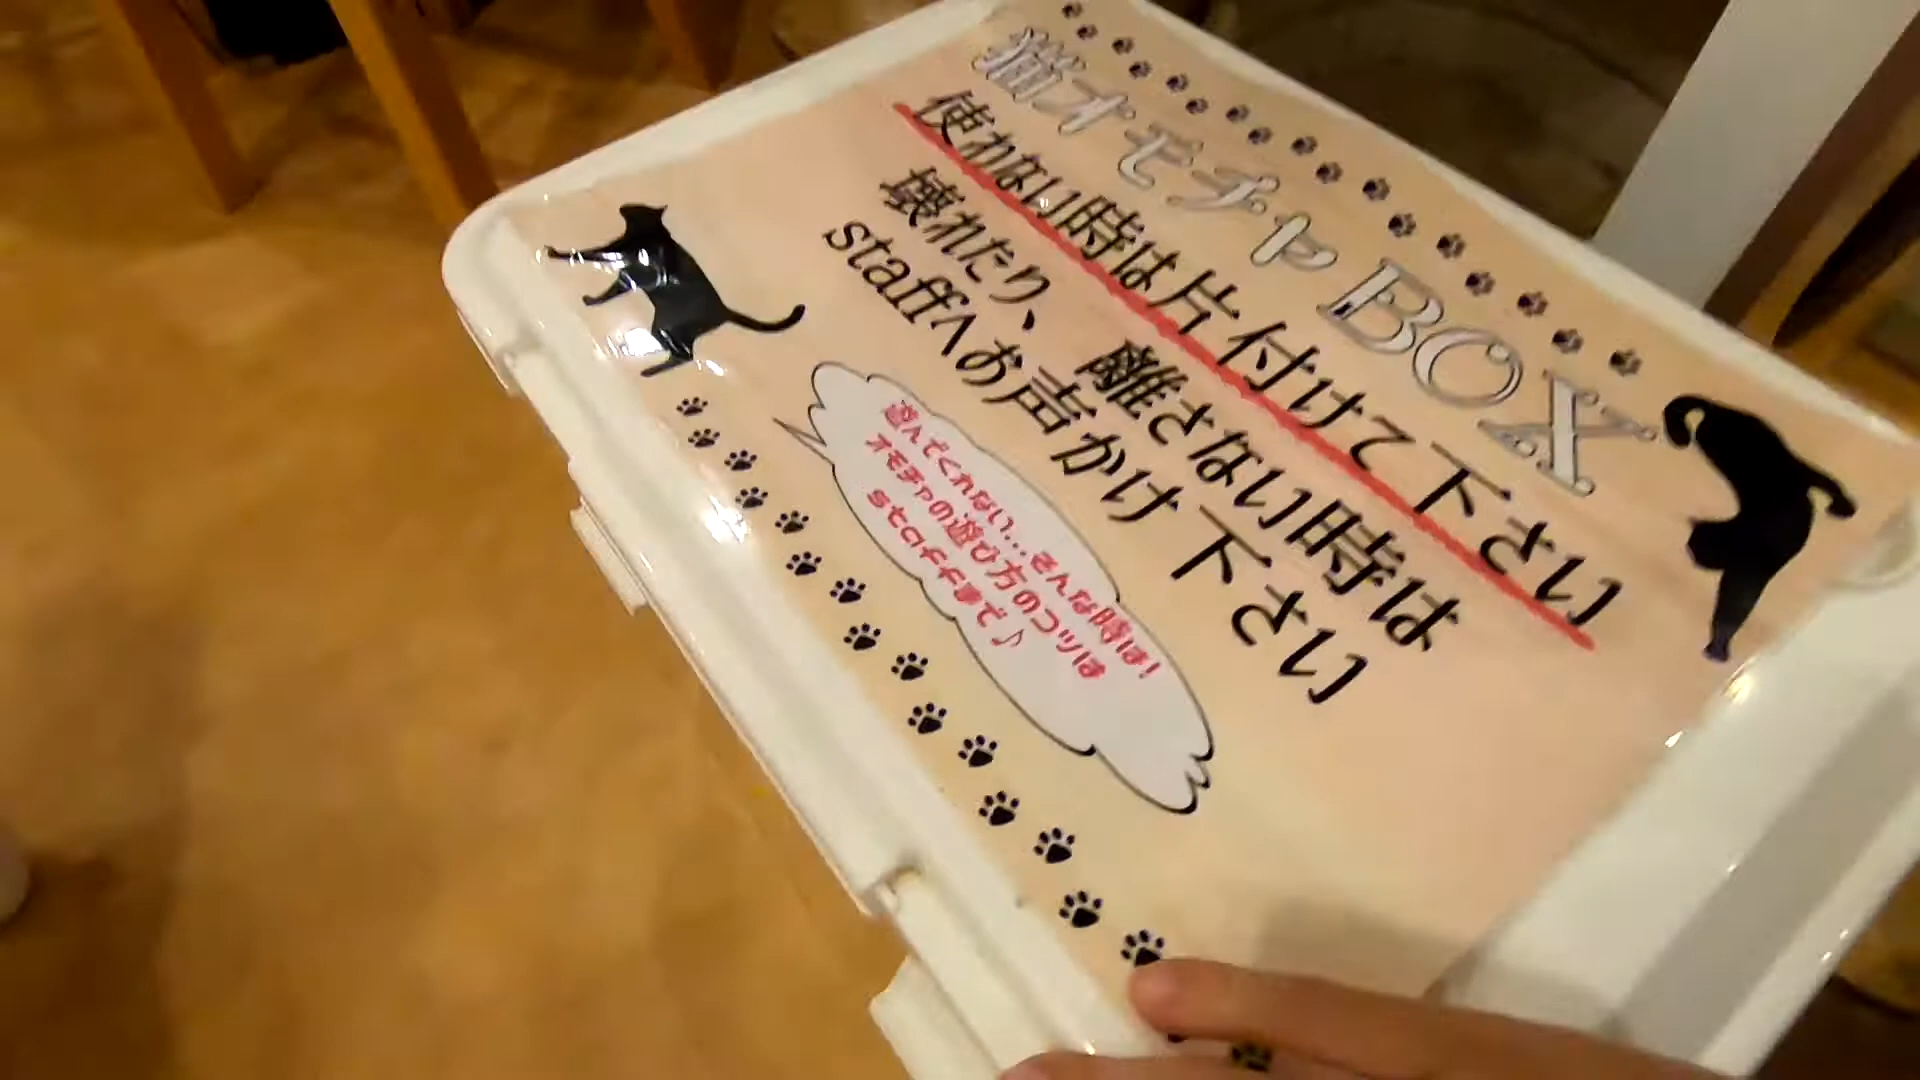 猫オモチャBOX
使わない時は片付けて下さい
壊れたり、離さない時は
staffへお声かけ下さい
遊んでくれない…そんな時は!
オモチャの遊び方のコツは
staffまで♪